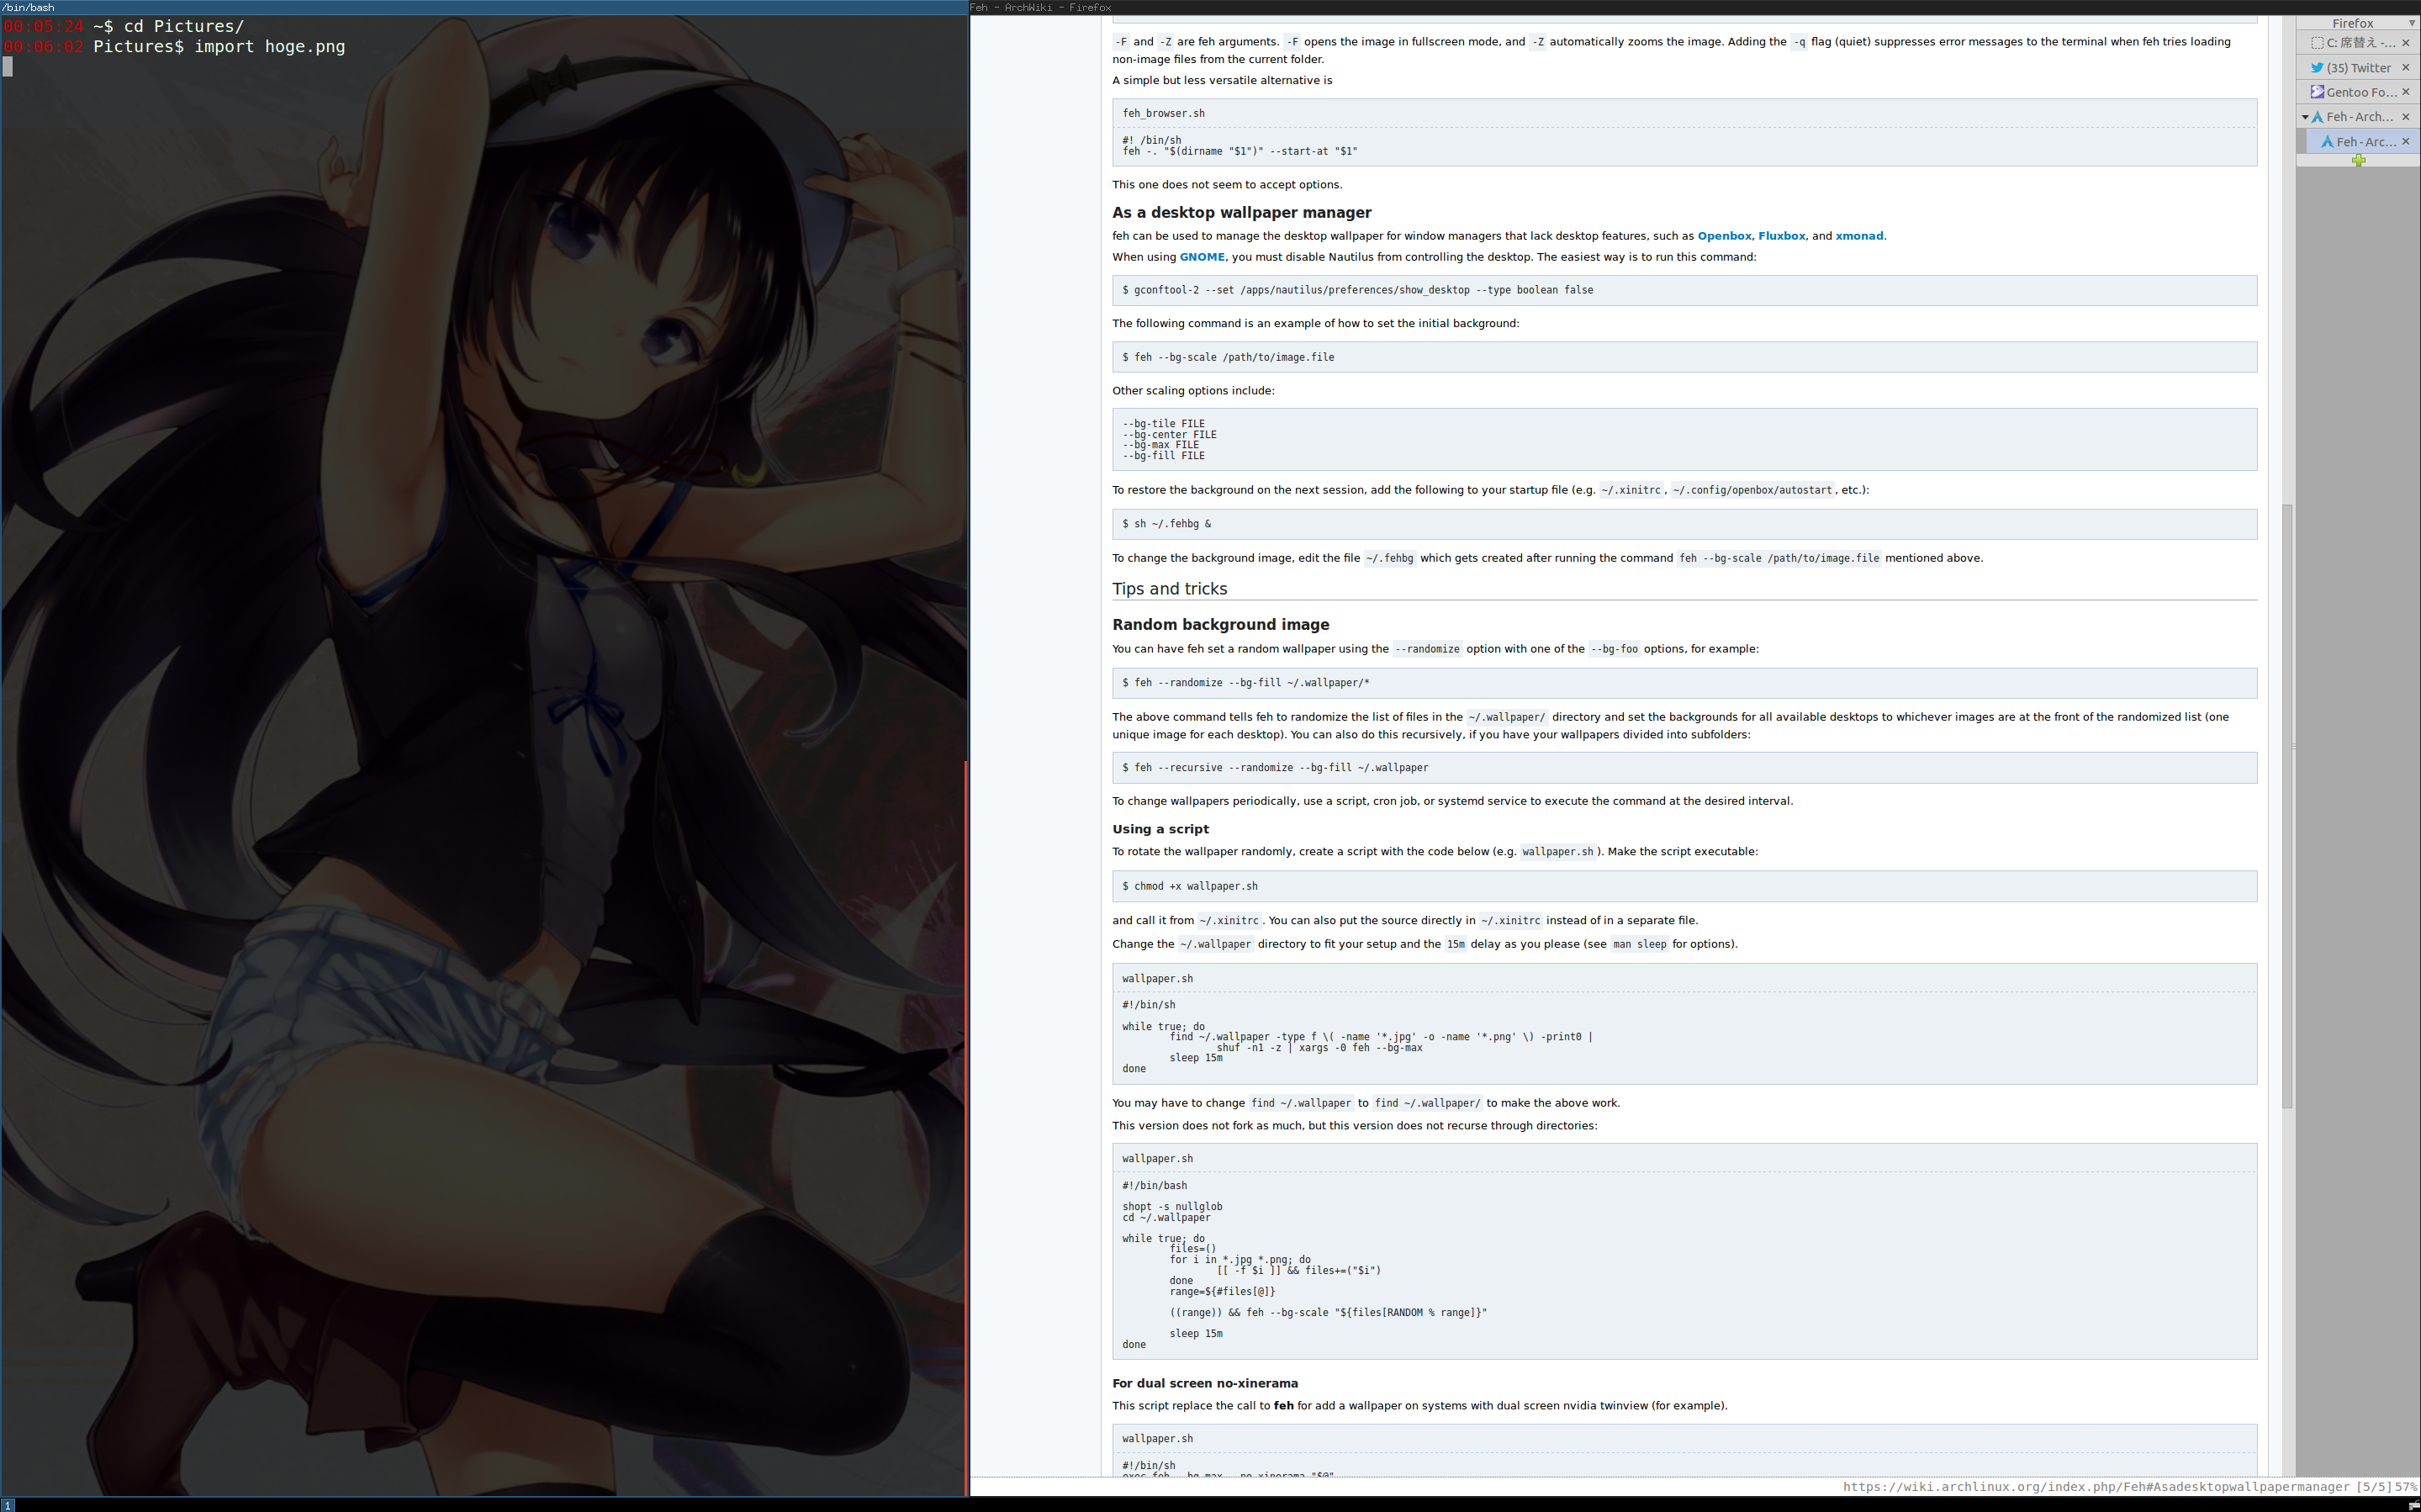 /bin/bash
00:05:24 ~$ cd Pictures/
00:06:02 Pictures$ import hoge.png
Feh - ArchWiki - Firefox
-F and -Z are feh arguments. -F opens the image in fullscreen mode, and -Z automatically zooms the image. Adding the -q flag (quiet) suppresses error messages to the terminal when feh tries loading
non-image files from the current folder.
A simple but less versatile alternative is
feh_browser.sh
#! /bin/sh
feh -. "$(dirname "$1")" --start-at "$1"
This one does not seem to accept options.
As a desktop wallpaper manager
feh can be used to manage the desktop wallpaper for window managers that lack desktop features, such as Openbox, Fluxbox, and xmonad.
When using GNOME, you must disable Nautilus from controlling the desktop. The easiest way is to run this command:
$ gconftool-2 --set /apps/nautilus/preferences/show_desktop --type boolean false
The following command is an example of how to set the initial background:
$ feh --bg-scale /path/to/image.file
Other scaling options include:
--bg-tile FILE
--bg-center FILE
--bg-max FILE
--bg-fill FILE
To restore the background on the next session, add the following to your startup file (e.g. ~/.xinitrc, ~/.config/openbox/autostart, etc.):
$ sh ~/.fehbg &
To change the background image, edit the file ~/.fehbg which gets created after running the command feh --bg-scale /path/to/image.file mentioned above.
Tips and tricks
Random background image
You can have feh set a random wallpaper using the --randomize option with one of the --bg-foo options, for example:
$ feh --randomize --bg-fill ~/.wallpaper/*
The above command tells feh to randomize the list of files in the ~/.wallpaper/ directory and set the backgrounds for all available desktops to whichever images are at the front of the randomized list (one
unique image for each desktop). You can also do this recursively, if you have your wallpapers divided into subfolders:
$ feh --recursive --randomize --bg-fill ~/.wallpaper
To change wallpapers periodically, use a script, cron job, or systemd service to execute the command at the desired interval.
Using a script
To rotate the wallpaper randomly, create a script with the code below (e.g. wallpaper.sh). Make the script executable:
$ chmod +x wallpaper.sh
and call it from ~/.xinitrc. You can also put the source directly in ~/.xinitrc instead of in a separate file.
Change the ~/.wallpaper directory to fit your setup and the 15m delay as you please (see man sleep for options).
wallpaper.sh
#!/bin/sh
while true; do
find ~/.wallpaper -type f \( -name '*.jpg' -o -name '*.png' \) -print0 |
shuf -n1 -z | xargs -0 feh --bg-max
sleep 15m
done
You may have to change find ~/.wallpaper to find ~/.wallpaper/ to make the above work.
This version does not fork as much, but this version does not recurse through directories:
wallpaper.sh
#!/bin/bash
shopt -s nullglob
cd ~/.wallpaper
while true; do
files=()
for i in *.jpg *.png; do
[[ -f $i ]] && files+=("$i")
done
range=${#files[@]}
((range)) && feh --bg-scale "${files[RANDOM % range]}"
sleep 15m
done
For dual screen no-xinerama
This script replace the call to feh for add a wallpaper on systems with dual screen nvidia twinview (for example).
wallpaper.sh
#!/bin/sh
exec feh --bg-max --no-xinerama "$@"
Firefox
C: 席替え -...
(35) Twitter
Gentoo Fo...
Feh - Arch...
Feh - Arc...
https://wiki.archlinux.org/index.php/Feh#Asadesktopwallpapermanager [5/5] 57%
1